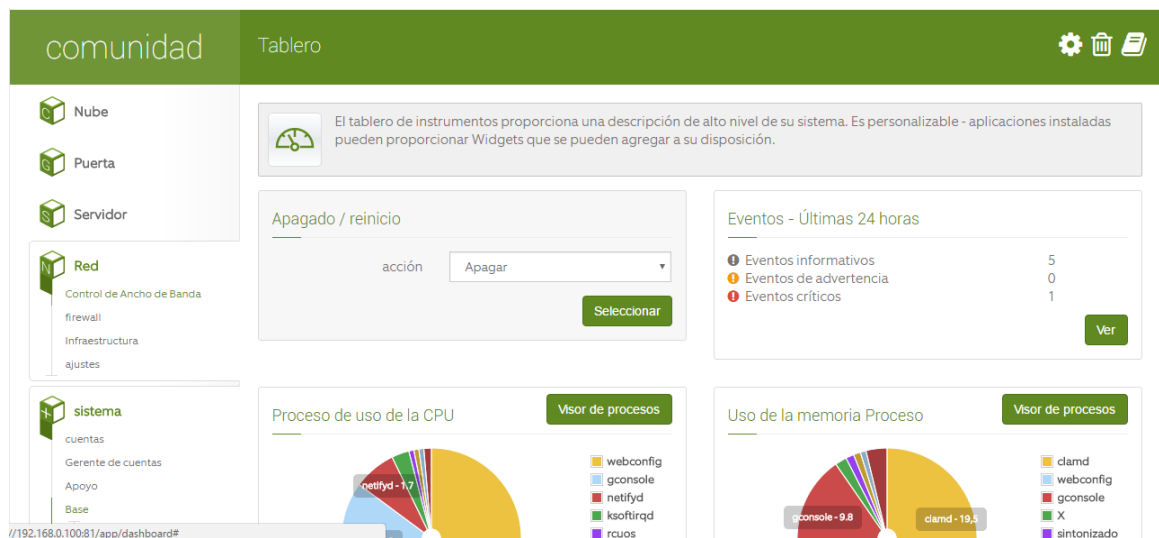 comunidad
Tablero
Nube
Puerta
Servidor
Red
Control de Ancho de Banda
firewall
Infraestructura
ajustes
sistema
cuentas
Gerente de cuentas
Apoyo
Base
//192.168.0.100:81/app/dashboard#
El tablero de instrumentos proporciona una descripción de alto nivel de su sistema. Es personalizable - aplicaciones instaladas
pueden proporcionar Widgets que se pueden agregar a su disposición.
Apagado / reinicio
acción Apagar
Seleccionar
Eventos - Últimas 24 horas
Eventos informativos 5
Eventos de advertencia 0
Eventos críticos 1
Ver
Proceso de uso de la CPU Visor de procesos
netifyd - 1.7
webconfig
gconsole
netifyd
ksoftirqd
rcuos
Uso de la memoria Proceso Visor de procesos
gconsole - 9.8
clamd - 19,5
clamd
webconfig
gconsole
X
sintonizado